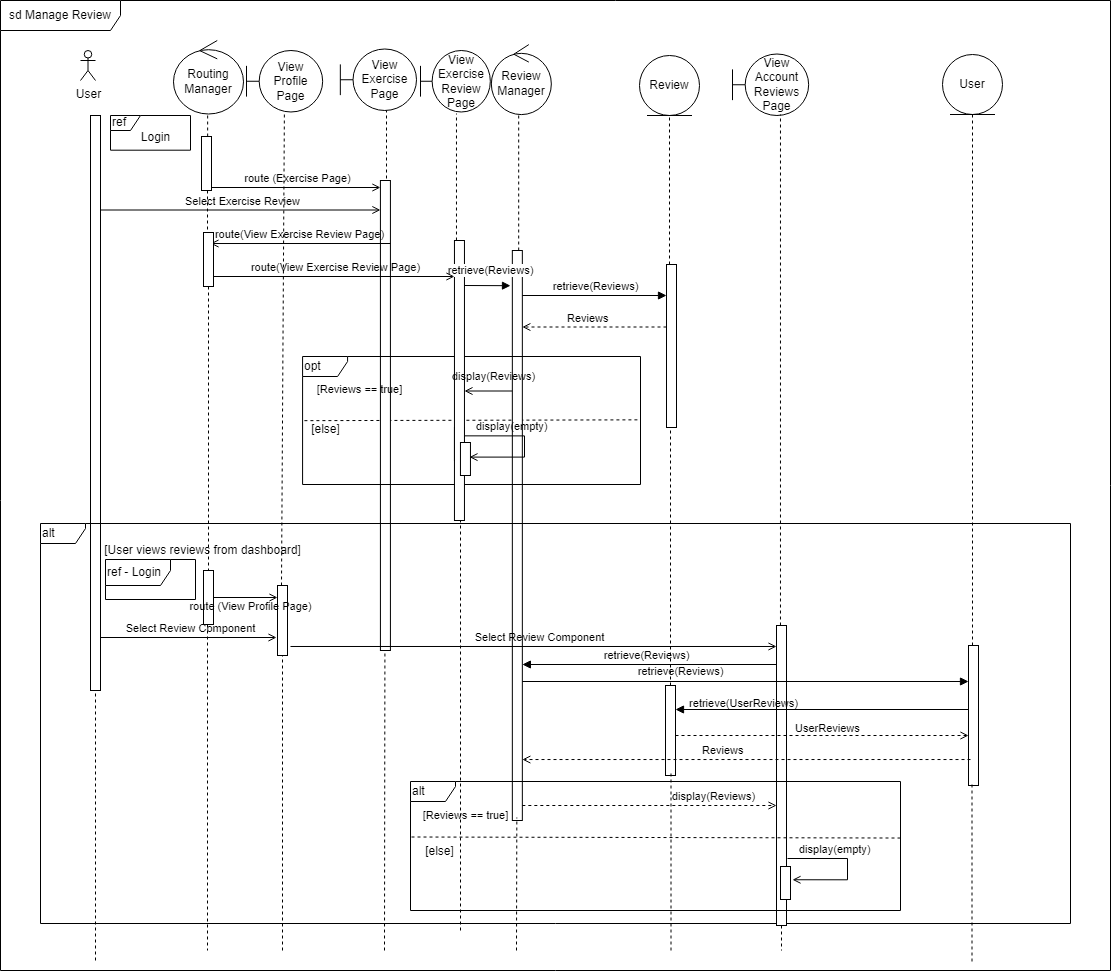 sd Manage Review
User
Routing
Manager
View
Profile
Page
View
Exercise
Page
View
Exercise
Review
Page
Review
Manager
Review
View
Account
Reviews
Page
User
ref
Login
route (Exercise Page)
Select Exercise Review
route(View Exercise Review Page)
route(View Exercise Review Page)
retrieve(Reviews)
retrieve(Reviews)
Reviews
opt
display(Reviews)
[Reviews == true]
display(empty)
[else]
alt
[User views reviews from dashboard]
ref - Login
route (View Profile Page)
Select Review Component
Select Review Component
retrieve(Reviews)
retrieve(Reviews)
retrieve(UserReviews)
UserReviews
Reviews
alt
display(Reviews)
[Reviews == true]
[else]
display(empty)